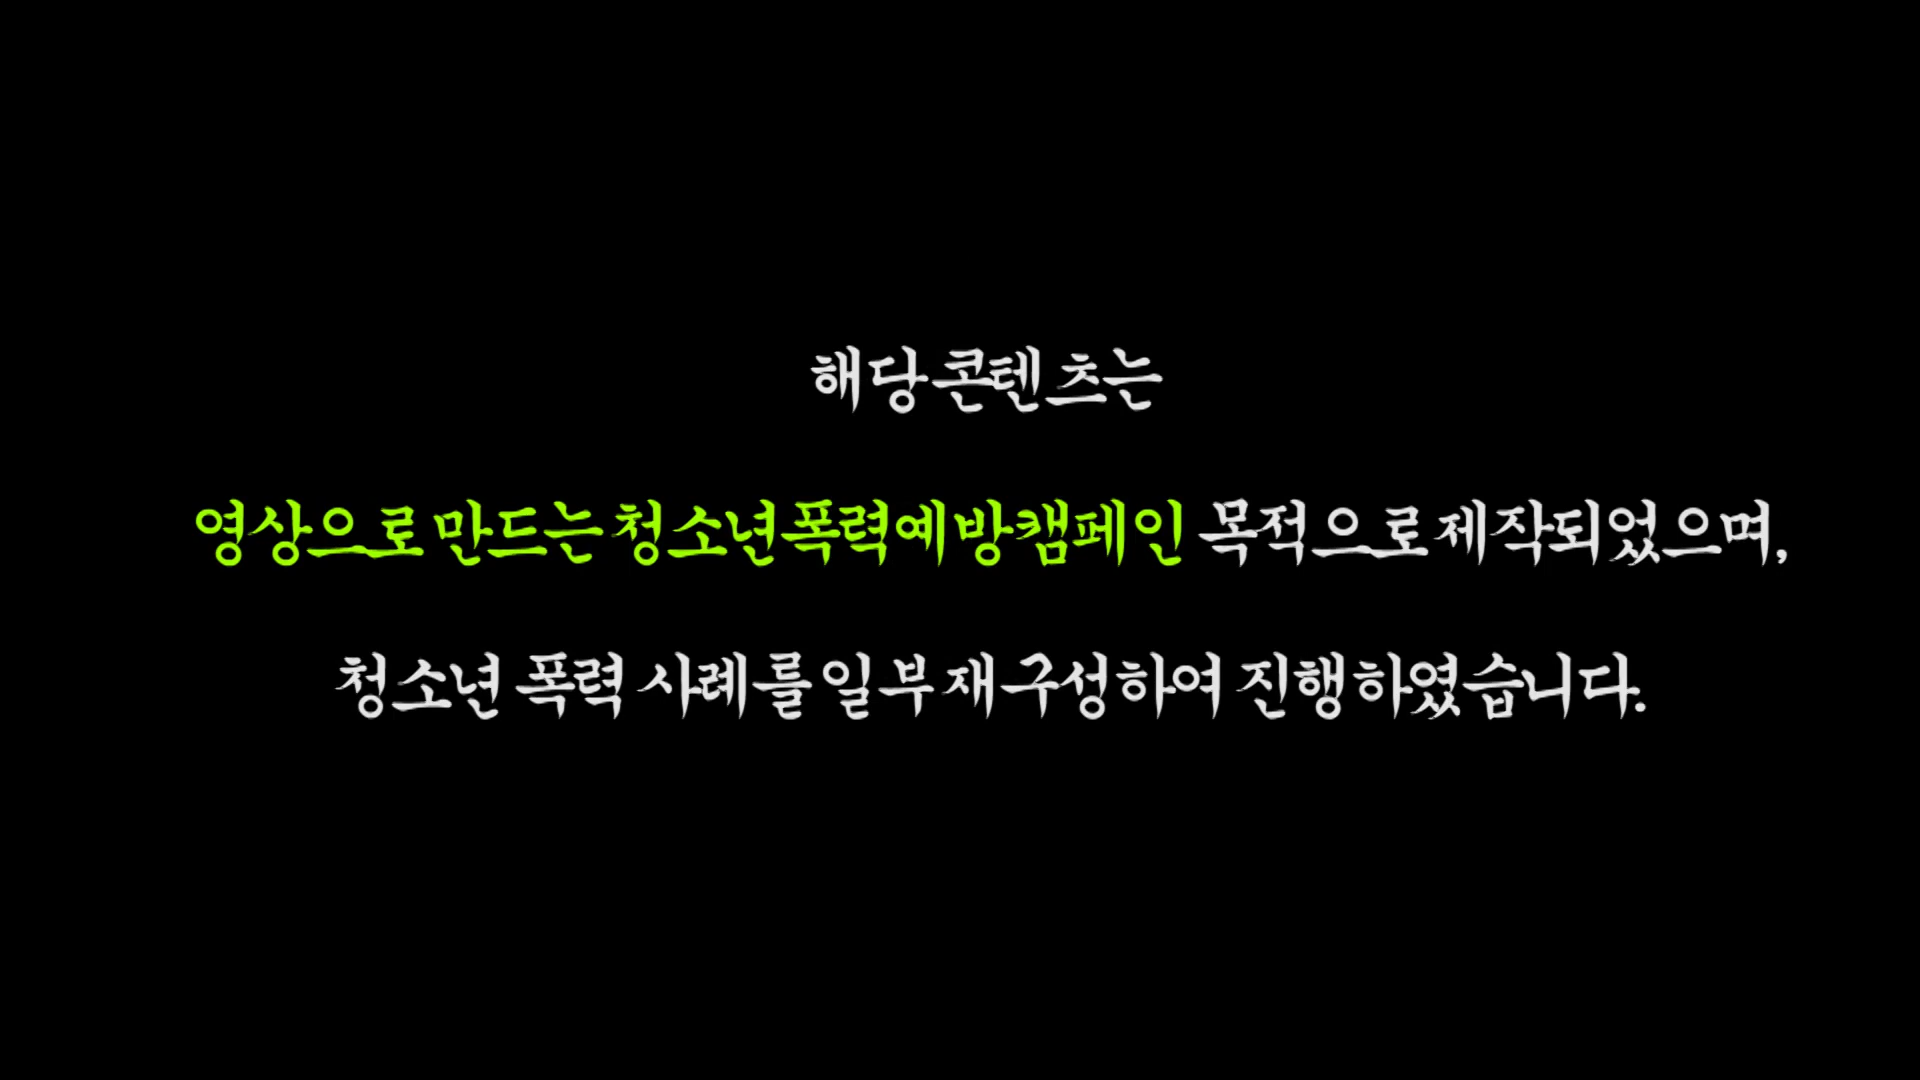 해당 콘텐츠는
영상으로 만드는 청소년폭력예방캠페인 목적으로 제작되었으며,
청소년 폭력 사례를 일부 재구성하여 진행하였습니다.